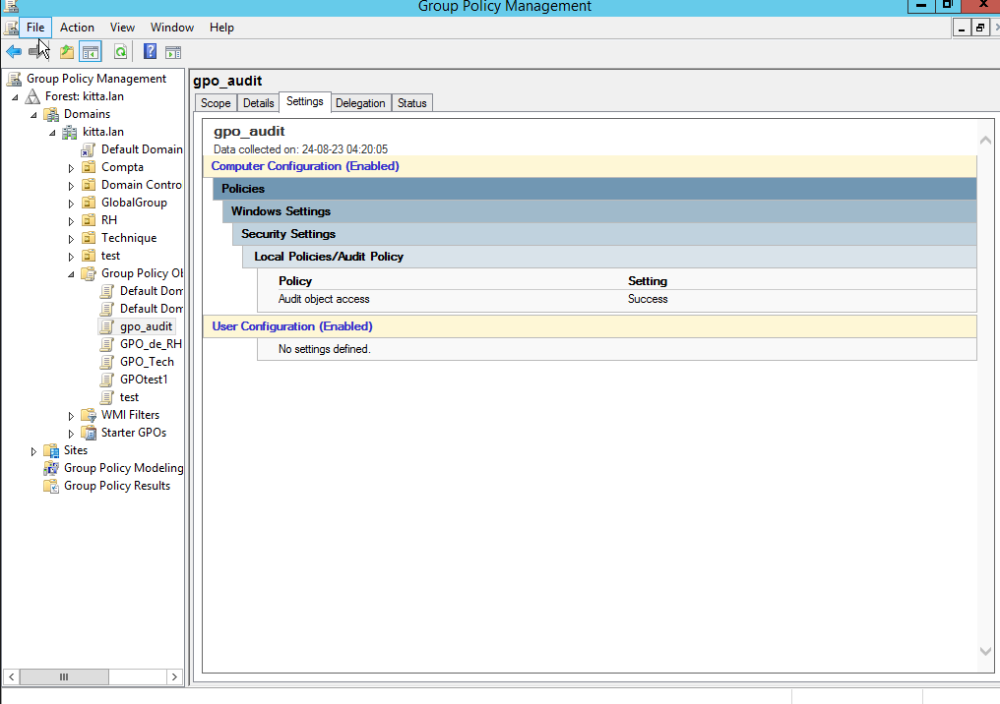 Group Policy Management
File Action View Window Help
Group Policy Management
Forest: kitta.lan
Domains
kitta.lan
Default Domain
Compta
Domain Contro
GlobalGroup
RH
Technique
test
Group Policy Ob
Default Dom
Default Dom
gpo_audit
GPO_de_RH
GPO_Tech
GPOtest1
test
WMI Filters
Starter GPOs
Sites
Group Policy Modeling
Group Policy Results
gpo_audit
Scope Details Settings Delegation Status
gpo_audit
Data collected on: 24-08-23 04:20:05
Computer Configuration (Enabled)
Policies
Windows Settings
Security Settings
Local Policies/Audit Policy
Policy Setting
Audit object access Success
User Configuration (Enabled)
No settings defined.